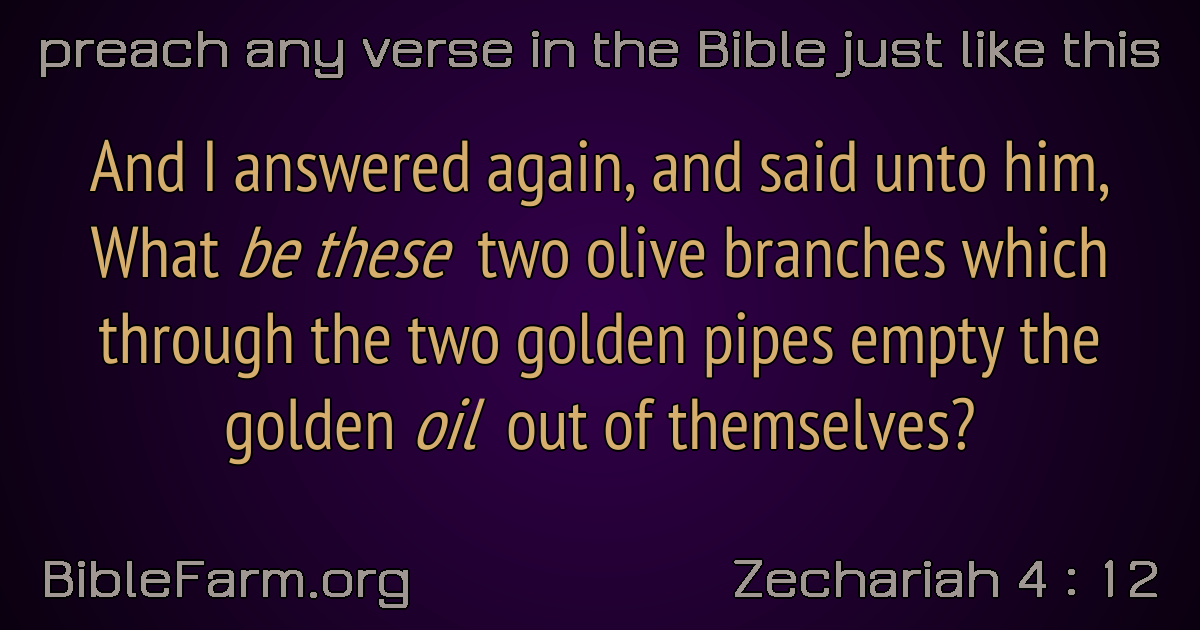 preach any verse in the Bible just like this
And I answered again, and said unto him,
What be these two olive branches which
through the two golden pipes empty the
golden oil out of themselves?
BibleFarm.org
Zechariah 4 : 12